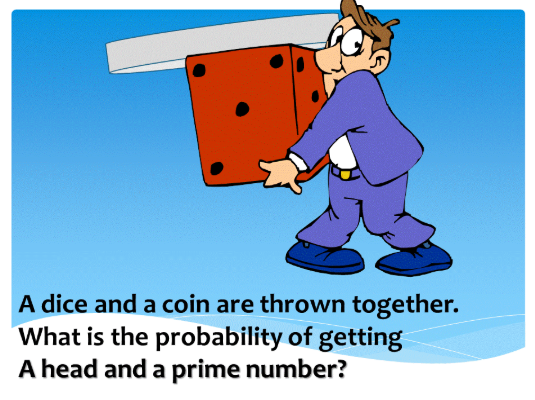 A dice and a coin are thrown together.
What is the probability of getting
A head and a prime number?